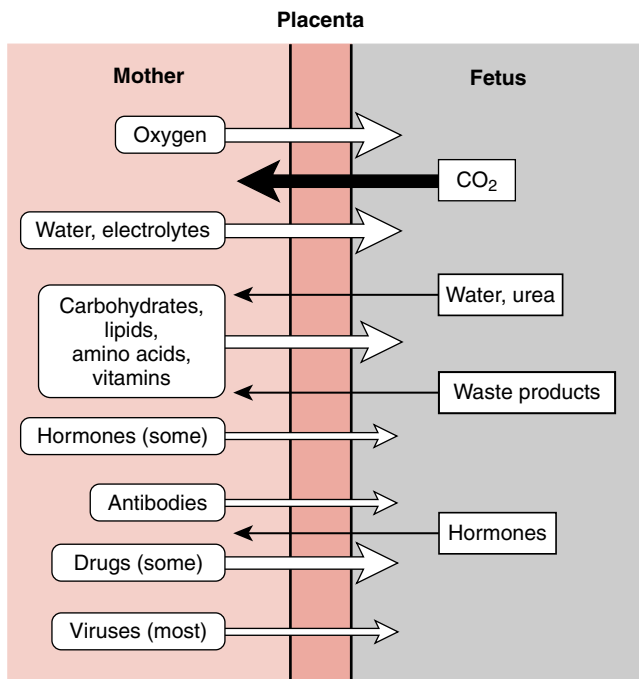 Placenta
Mother
Fetus
Oxygen
CO₂
Water, electrolytes
Water, urea
Carbohydrates,
lipids,
amino acids,
vitamins
Waste products
Hormones (some)
Antibodies
Hormones
Drugs (some)
Viruses (most)